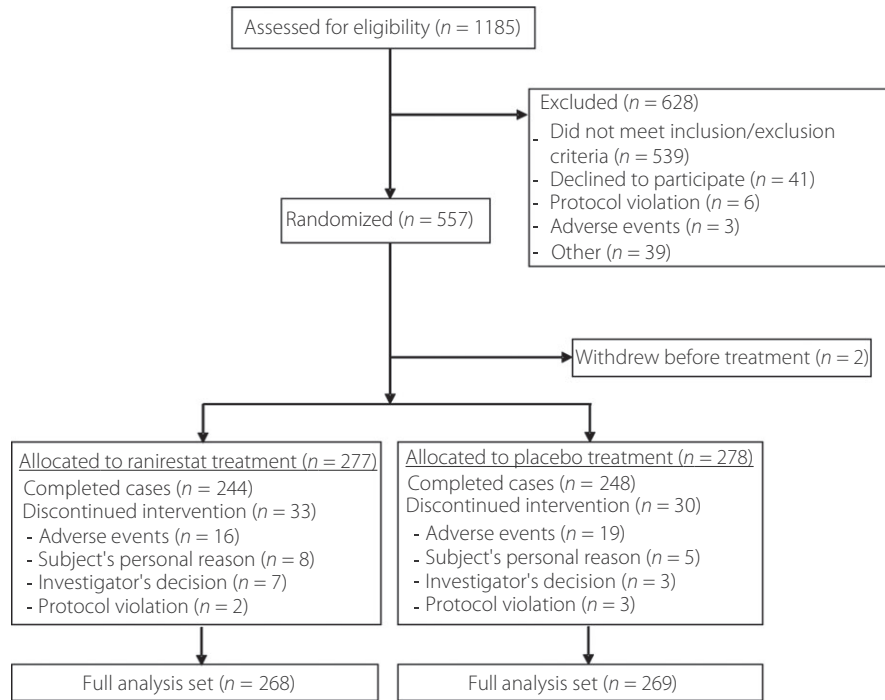 Assessed for eligibility (n = 1185)
Excluded (n = 628)
- Did not meet inclusion/exclusion
criteria (n = 539)
- Declined to participate (n = 41)
- Protocol violation (n = 6)
- Adverse events (n = 3)
- Other (n = 39)
Randomized (n = 557)
Withdrew before treatment (n = 2)
Allocated to ranirestat treatment (n = 277)
Completed cases (n = 244)
Discontinued intervention (n = 33)
- Adverse events (n = 16)
- Subject's personal reason (n = 8)
- Investigator's decision (n = 7)
- Protocol violation (n = 2)
Allocated to placebo treatment (n = 278)
Completed cases (n = 248)
Discontinued intervention (n = 30)
- Adverse events (n = 19)
- Subject's personal reason (n = 5)
- Investigator's decision (n = 3)
- Protocol violation (n = 3)
Full analysis set (n = 268)
Full analysis set (n = 269)